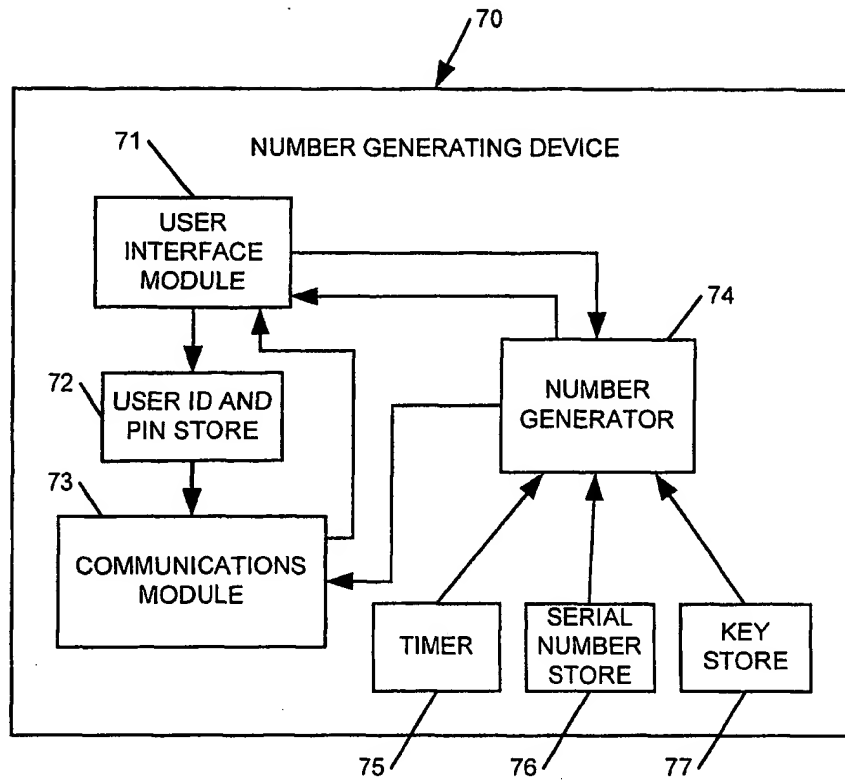 70
NUMBER GENERATING DEVICE
71
USER
INTERFACE
MODULE
74
NUMBER
GENERATOR
72
USER ID AND
PIN STORE
73
COMMUNICATIONS
MODULE
TIMER
SERIAL
NUMBER
STORE
KEY
STORE
75
76
77